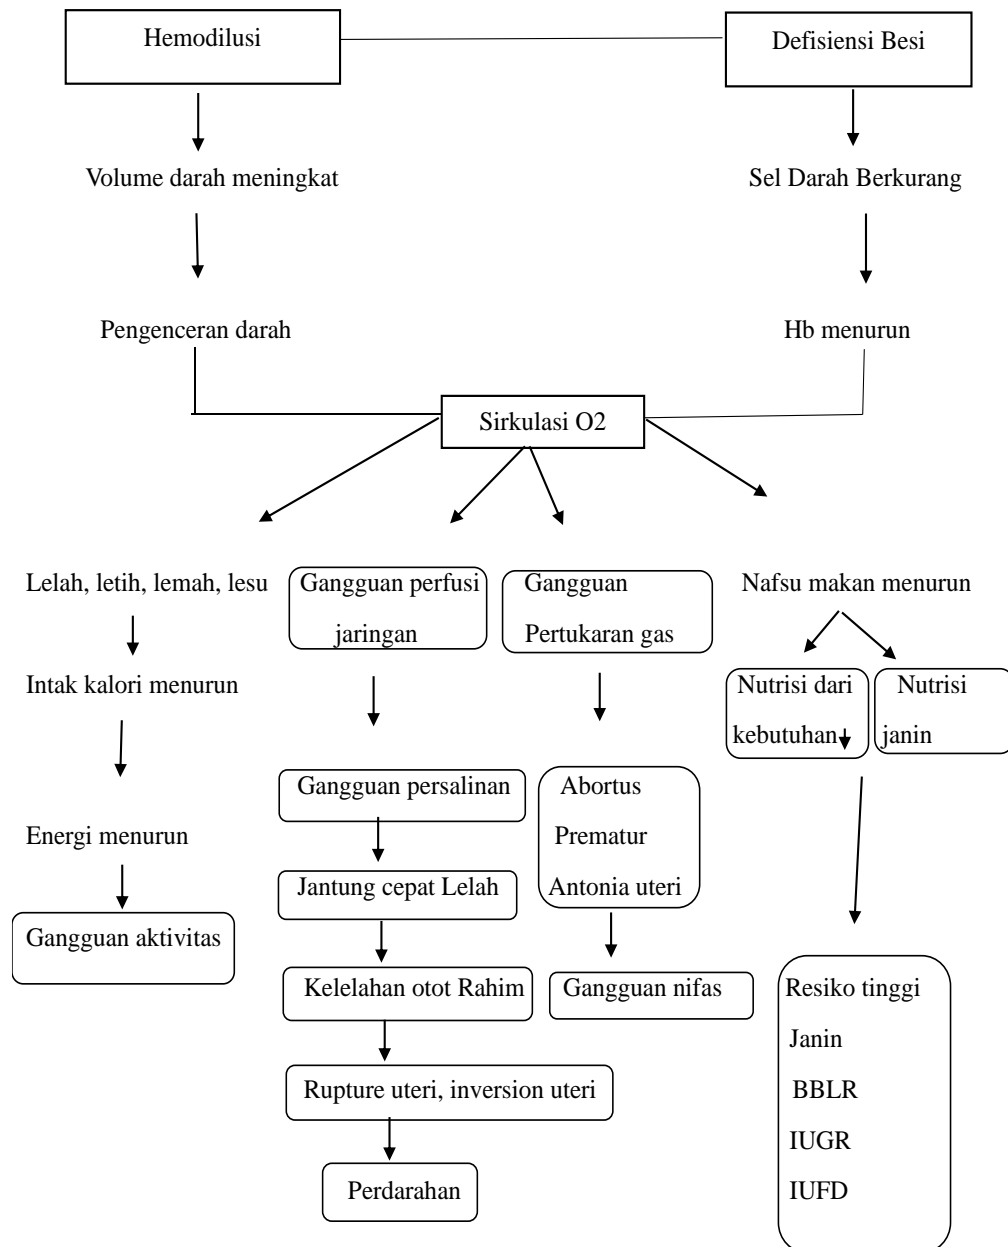 Hemodilusi
Defisiensi Besi
Volume darah meningkat
Sel Darah Berkurang
Pengenceran darah
Hb menurun
Sirkulasi O2
Lelah, letih, lemah, lesu
Intak kalori menurun
Energi menurun
Gangguan aktivitas
Gangguan perfusi
jaringan
Gangguan persalinan
Jantung cepat Lelah
Kelelahan otot Rahim
Rupture uteri, inversion uteri
Perdarahan
Gangguan
Pertukaran gas
Abortus
Prematur
Antonia uteri
Gangguan nifas
Nafsu makan menurun
Nutrisi dari
kebutuhan
Nutrisi
janin
Resiko tinggi
Janin
BBLR
IUGR
IUFD